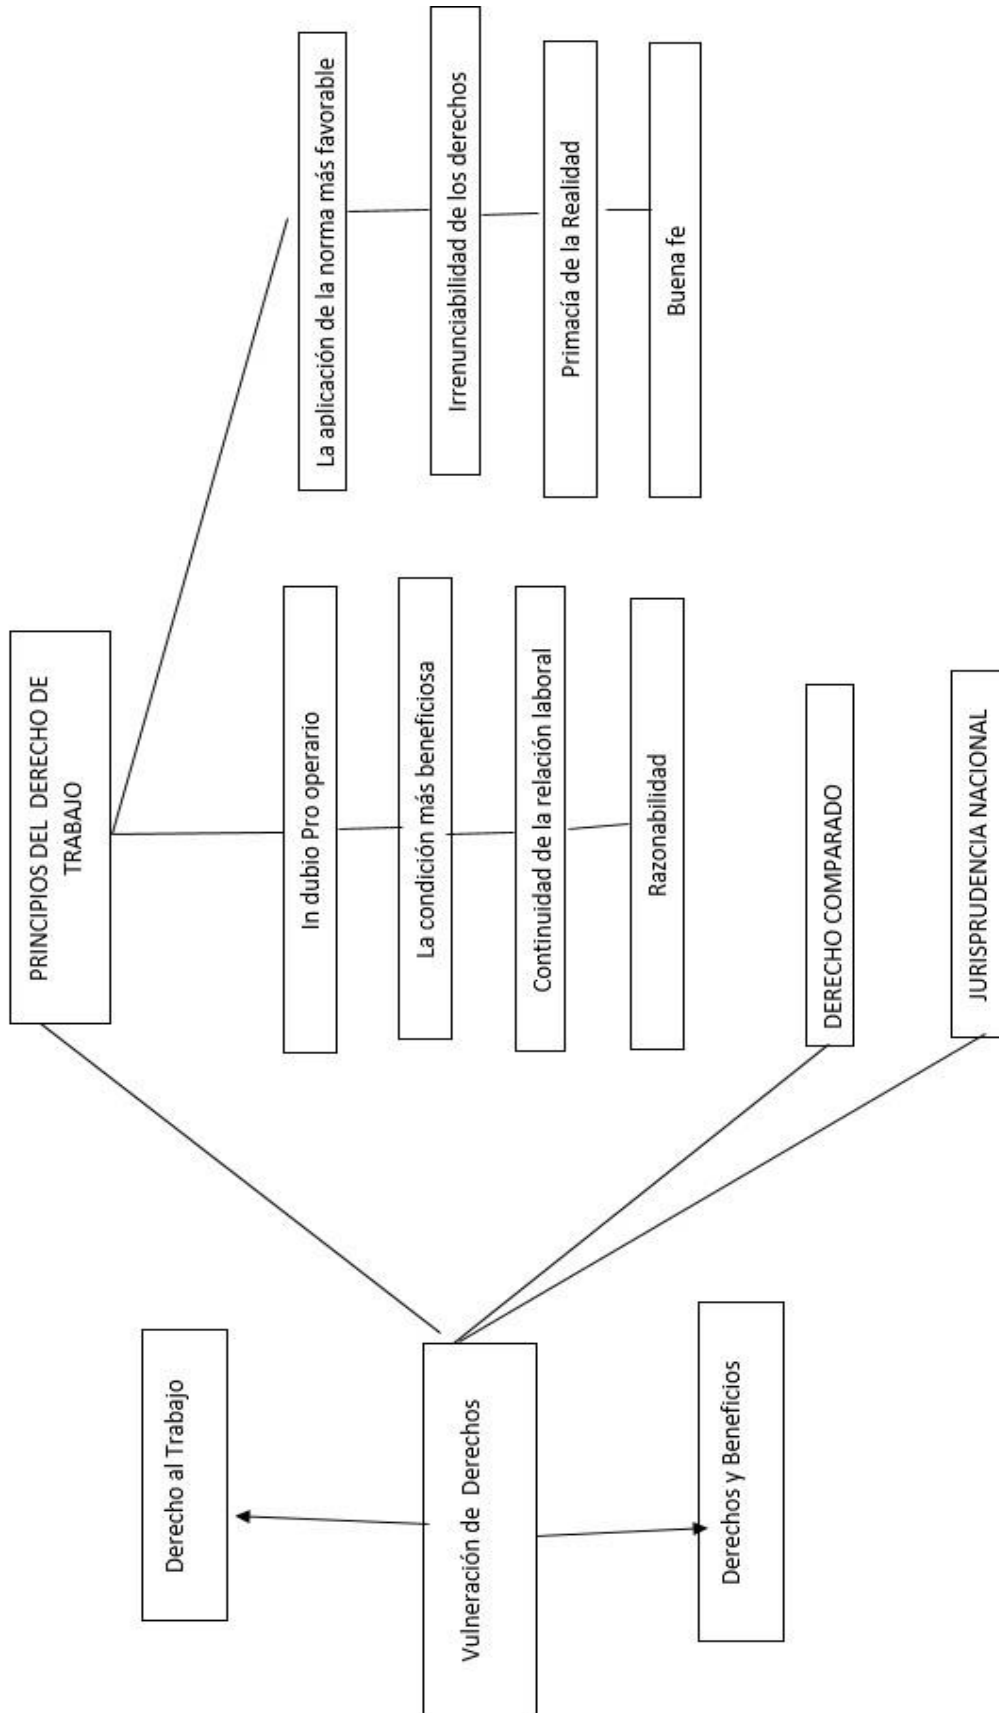 PRINCIPIOS DEL DERECHO DE
TRABAJO
La aplicación de la norma más favorable
In dubio Pro operario
Irrenunciabilidad de los derechos
La condición más beneficiosa
Primacía de la Realidad
Continuidad de la relación laboral
Buena fe
Razonabilidad
Derecho al Trabajo
Vulneración de Derechos
Derechos y Beneficios
DERECHO COMPARADO
JURISPRUDENCIA NACIONAL